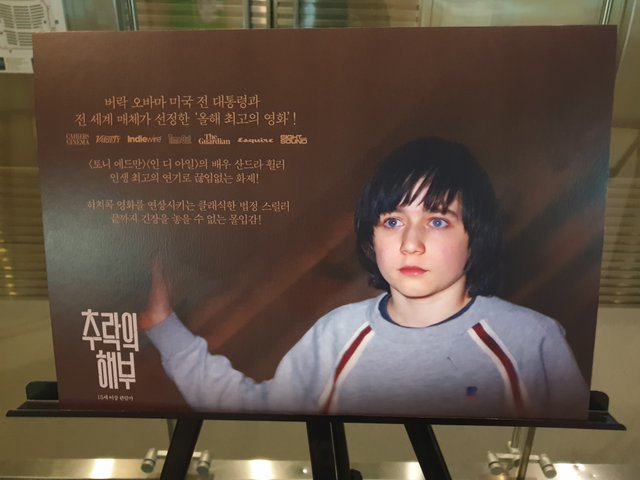 버락 오바마 미국 전 대통령과
전 세계 매체가 선정한 '올해 최고의 영화'!
CAHIERS CINEMA VARIETY IndieWire The Guardian Esquire SIGHT SOUND
<토니 에드만><인 디 아일>의 배우 산드라 휠러
인생 최고의 연기로 끊임없는 화제!
히치콕 영화를 연상시키는 클래식한 법정 스릴러
끝까지 긴장을 놓을 수 없는 몰입감!
추락의
해부
15세 이상 관람가